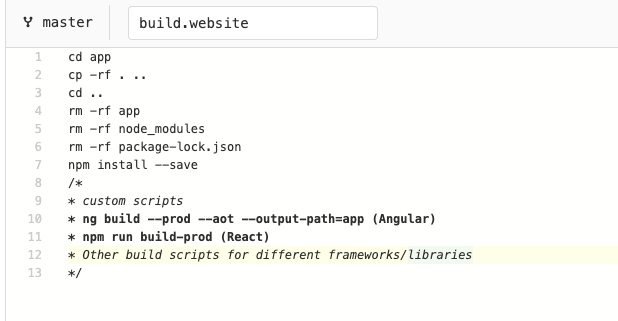 master
build.website
1 cd app
2 cp -rf . ..
3 cd ..
4 rm -rf app
5 rm -rf node_modules
6 rm -rf package-lock.json
7 npm install --save
8 /*
9 * custom scripts
10 * ng build --prod --aot --output-path=app (Angular)
11 * npm run build-prod (React)
12 * Other build scripts for different frameworks/libraries
13 */